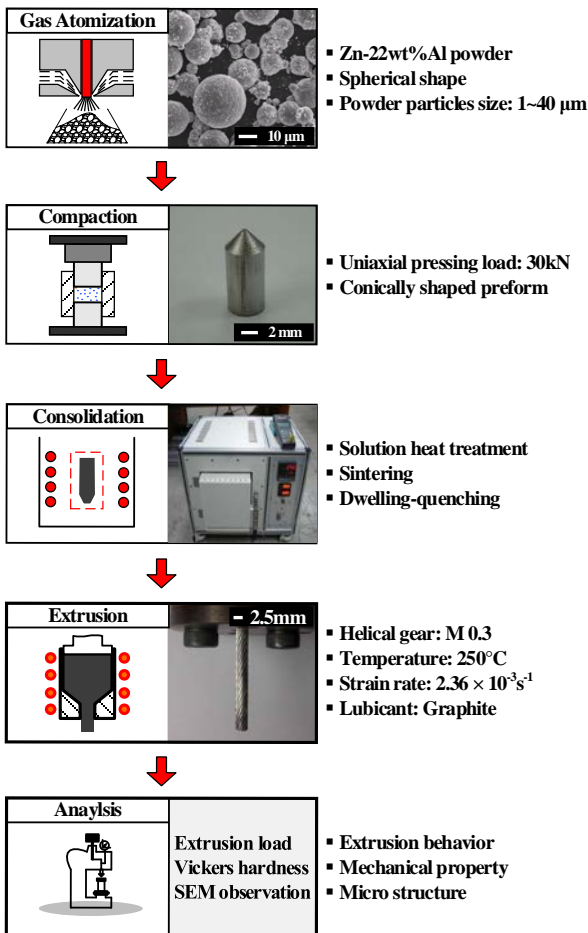 Gas Atomization
10 μm
▪ Zn-22wt%Al powder
▪ Spherical shape
▪ Powder particles size: 1~40 μm
Compaction
2 mm
▪ Uniaxial pressing load: 30kN
▪ Conically shaped preform
Consolidation
▪ Solution heat treatment
▪ Sintering
▪ Dwelling-quenching
Extrusion
2.5mm
▪ Helical gear: M 0.3
▪ Temperature: 250°C
▪ Strain rate: 2.36 × 10⁻³s⁻¹
▪ Lubicant: Graphite
Anaylsis
Extrusion load
Vickers hardness
SEM observation
▪ Extrusion behavior
▪ Mechanical property
▪ Micro structure